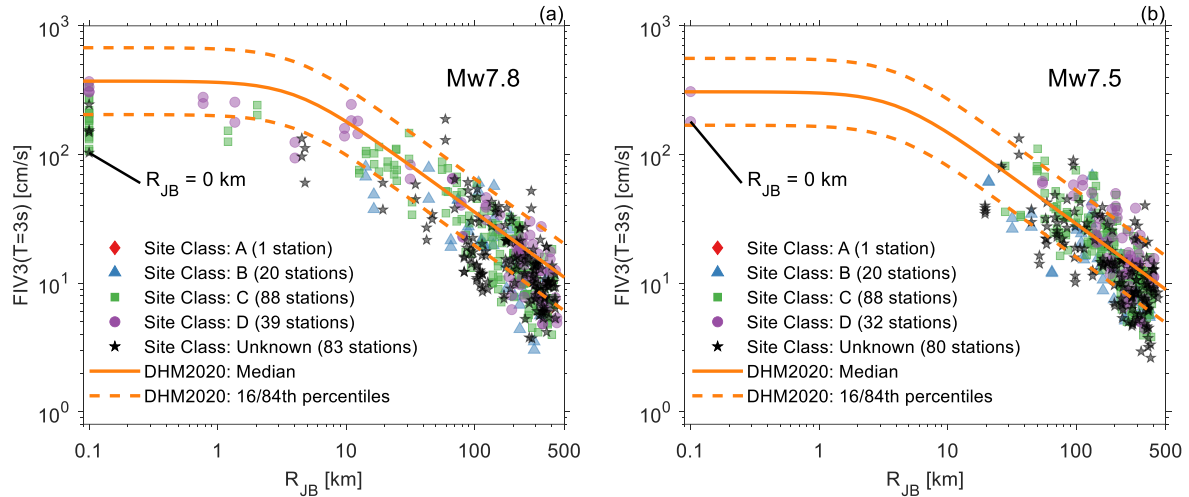 (a)
10^3
10^2
10^1
10^0
FIV3(T=3s) [cm/s]
Mw7.8
R_JB = 0 km
Site Class: A (1 station)
Site Class: B (20 stations)
Site Class: C (88 stations)
Site Class: D (39 stations)
Site Class: Unknown (83 stations)
DHM2020: Median
DHM2020: 16/84th percentiles
0.1 1 10 100 500
R_JB [km]
(b)
10^3
10^2
10^1
10^0
FIV3(T=3s) [cm/s]
Mw7.5
R_JB = 0 km
Site Class: A (1 station)
Site Class: B (20 stations)
Site Class: C (88 stations)
Site Class: D (32 stations)
Site Class: Unknown (80 stations)
DHM2020: Median
DHM2020: 16/84th percentiles
0.1 1 10 100 500
R_JB [km]